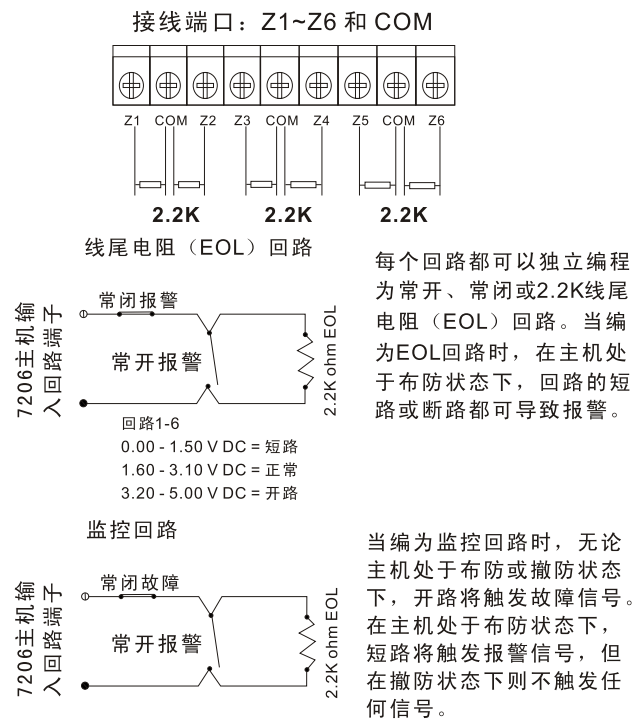 接线端口：Z1~Z6 和 COM
Z1 COM Z2 Z3 COM Z4 Z5 COM Z6
2.2K 2.2K 2.2K
线尾电阻（EOL）回路
7206主机输
入回路端子
常闭报警
常开报警
2.2K ohm EOL
回路1-6
0.00 - 1.50 V DC = 短路
1.60 - 3.10 V DC = 正常
3.20 - 5.00 V DC = 开路
每个回路都可以独立编程
为常开、常闭或2.2K线尾
电阻（EOL）回路。当编
为EOL回路时，在主机处
于布防状态下，回路的短
路或断路都可导致报警。
监控回路
7206主机输
入回路端子
常闭故障
常开报警
2.2K ohm EOL
当编为监控回路时，无论
主机处于布防或撤防状态
下，开路将触发故障信号。
在主机处于布防状态下，
短路将触发报警信号，但
在撤防状态下则不触发任
何信号。